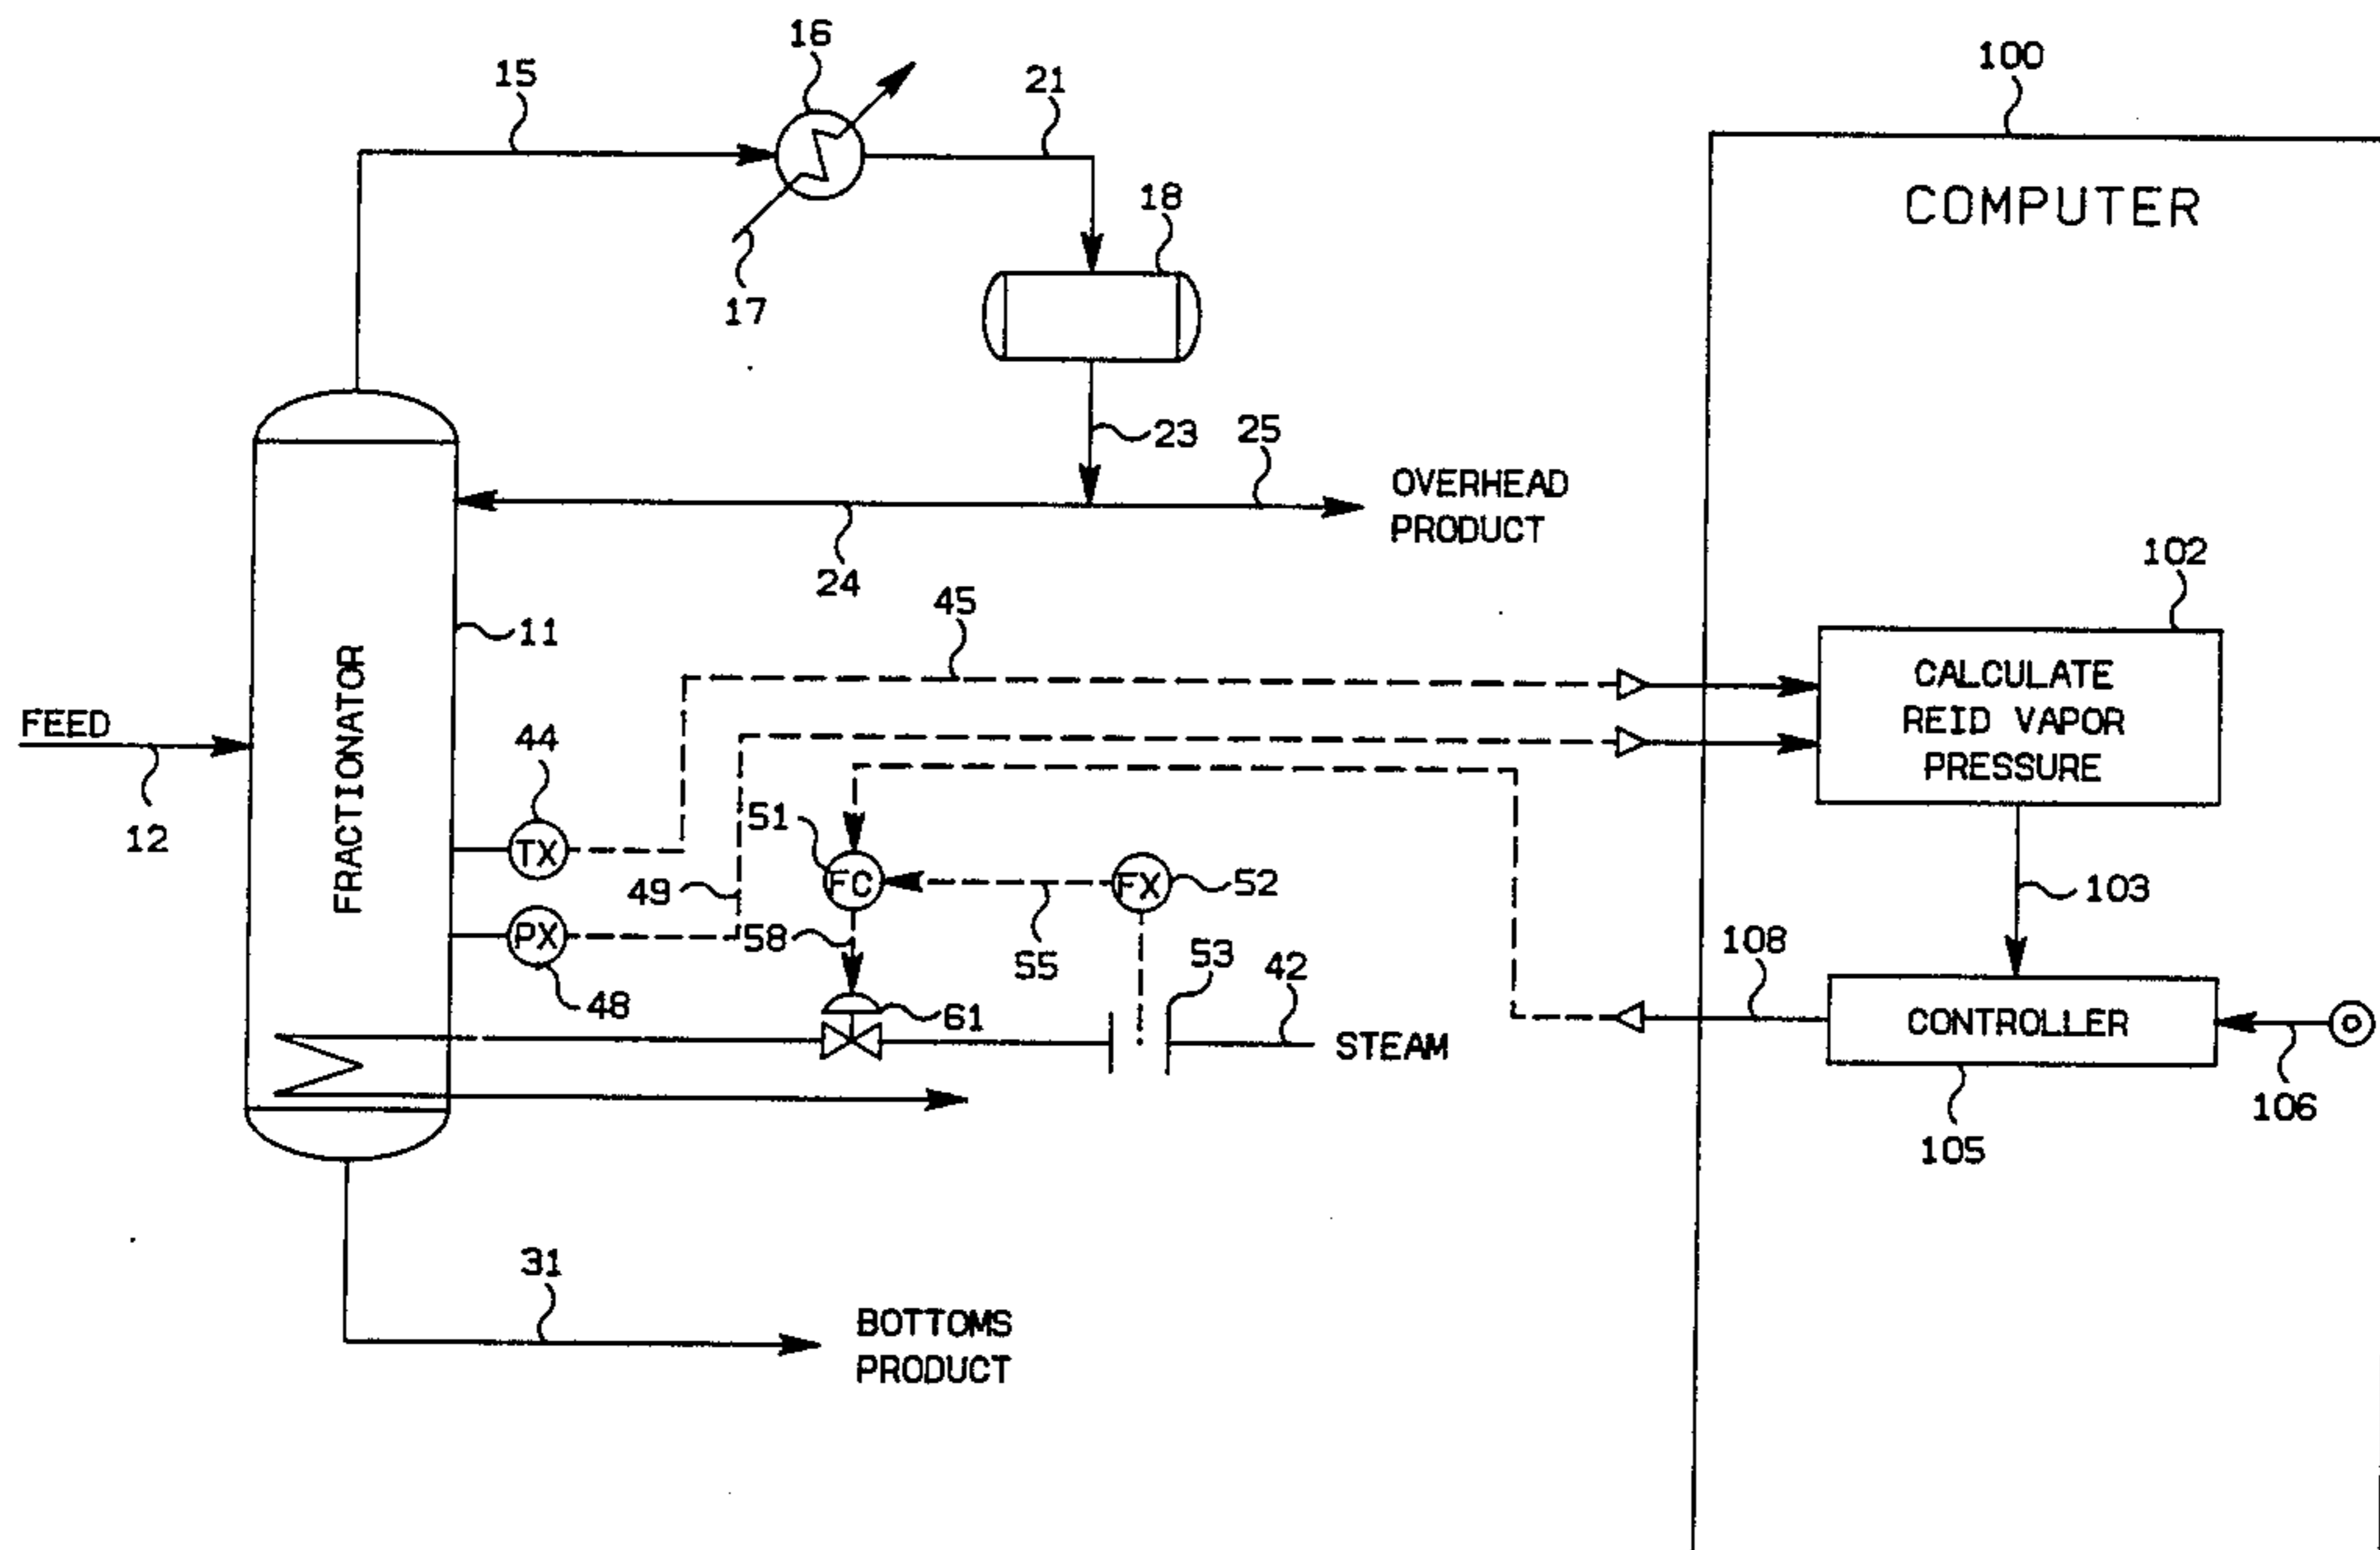 16
100
15
21
COMPUTER
18
17
23
25
OVERHEAD
PRODUCT
24
102
45
11
CALCULATE
REID VAPOR
PRESSURE
FRACTIONATOR
FEED
44
12
51
TX
49
FC
FX
52
103
PX
58
55
53
42
108
48
61
CONTROLLER
STEAM
106
105
31
BOTTOMS
PRODUCT